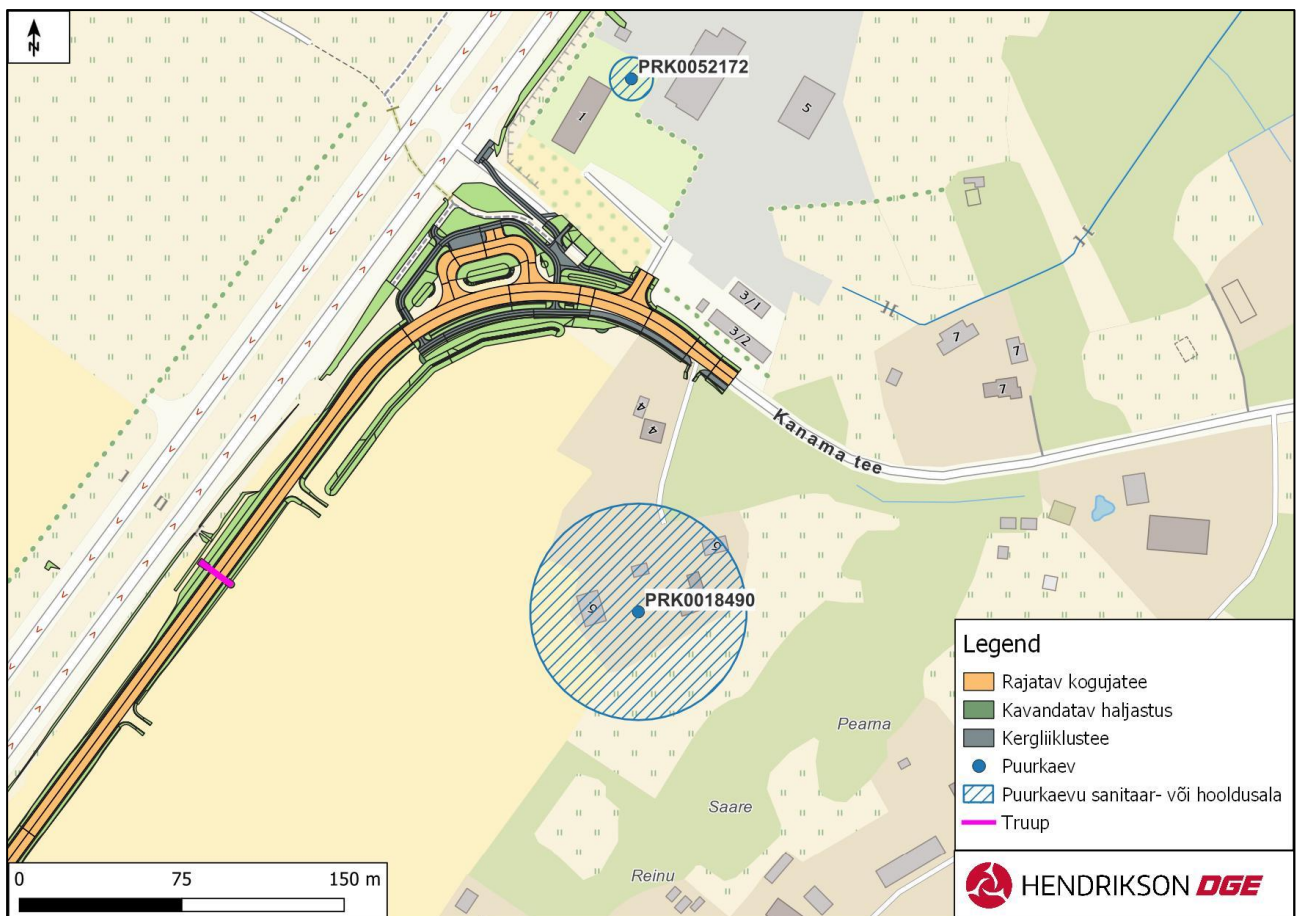 N
PRK0052172
1
5
3/1
3/2
7
7
7
4
4
Kanama tee
6
6
PRK0018490
Pearna
Saare
Reinu
0 75 150 m
Legend
Rajatav kogujatee
Kavandatav haljastus
Kergliiklustee
Puurkaev
Puurkaevu sanitaar- või hooldusala
Truup
HENDRIKSON DGE